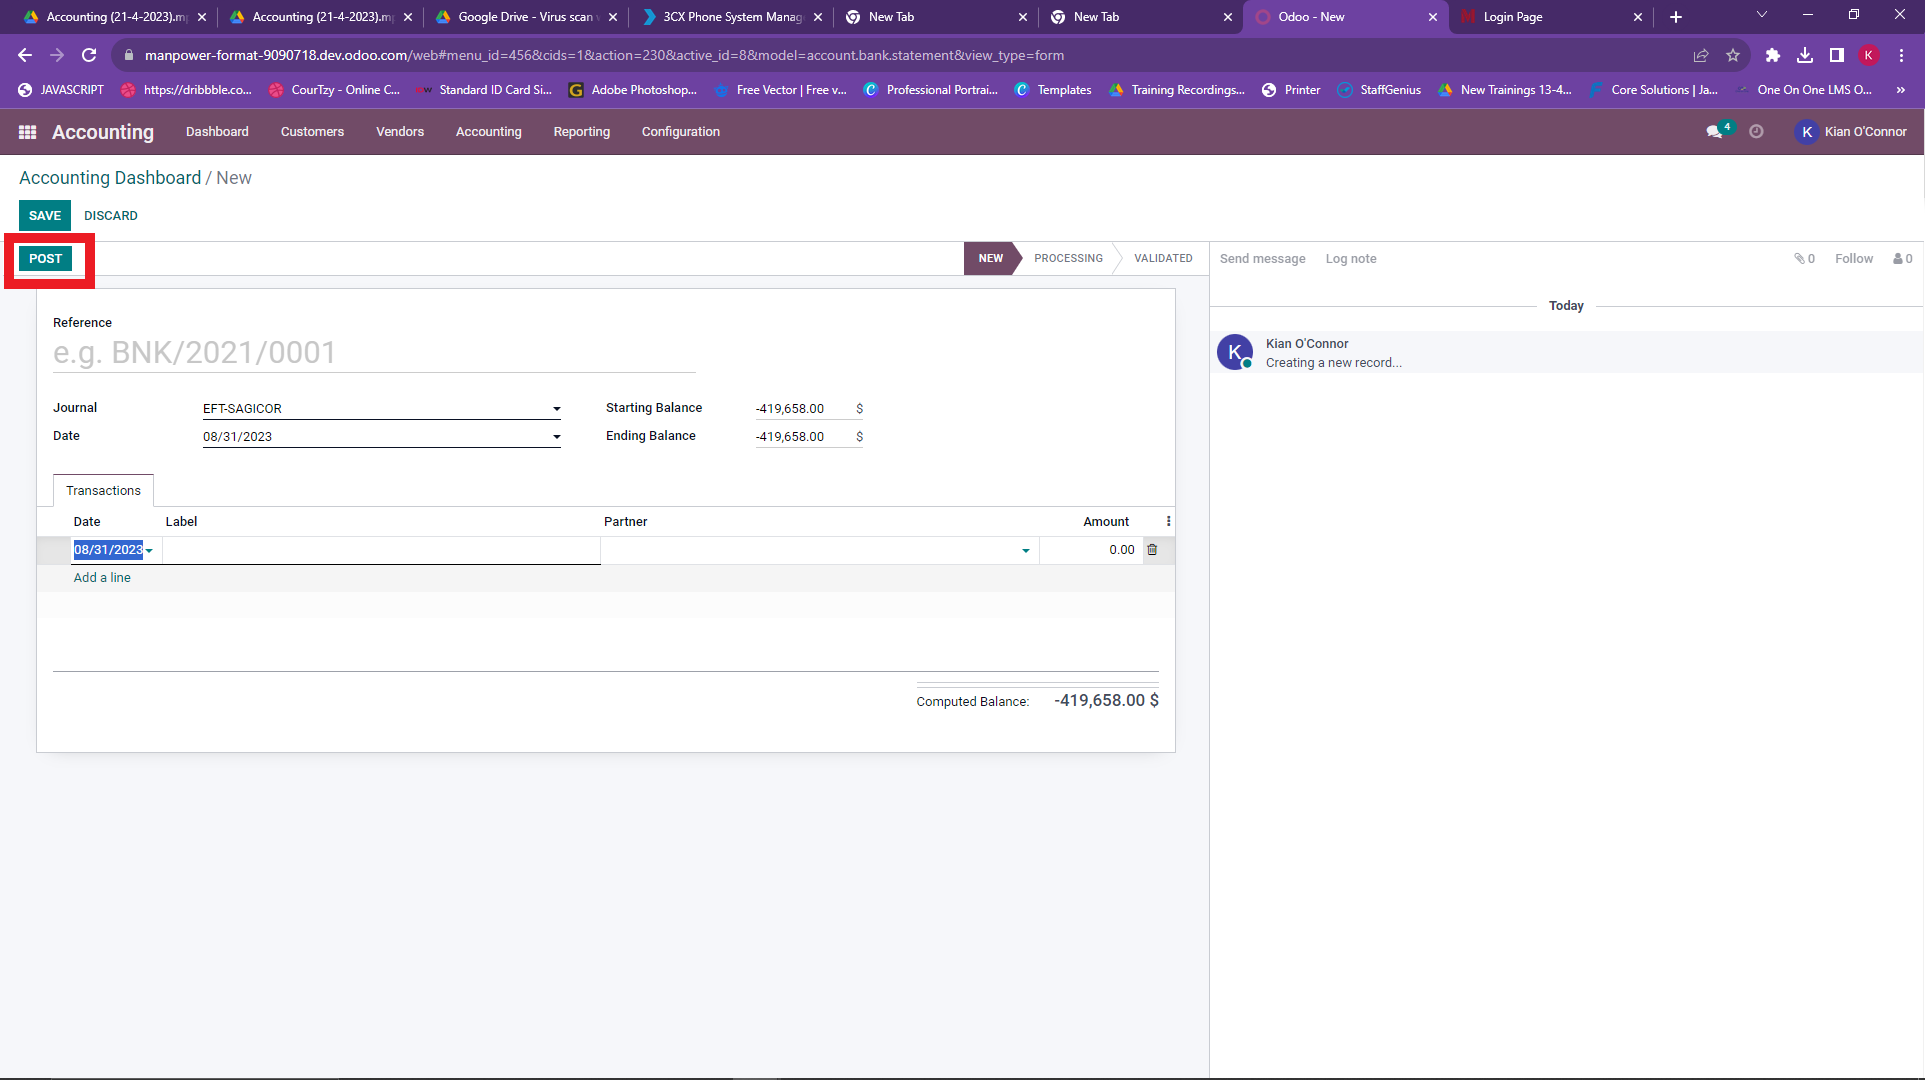 Accounting (21-4-2023).mp
Accounting (21-4-2023).mp
Google Drive - Virus scan
3CX Phone System Manag
New Tab
New Tab
Odoo - New
Login Page
manpower-format-9090718.dev.odoo.com/web#menu_id=456&cids=1&action=230&active_id=8&model=account.bank.statement&view_type=form
K
JAVASCRIPT
https://dribbble.co...
CourTzy - Online C...
Standard ID Card Si...
Adobe Photoshop...
Free Vector | Free v...
Professional Portrai...
Templates
Training Recordings...
Printer
StaffGenius
New Trainings 13-4...
Core Solutions | Ja...
One On One LMS O...
»
Accounting
Dashboard
Customers
Vendors
Accounting
Reporting
Configuration
4
K
Kian O'Connor
Accounting Dashboard / New
SAVE
DISCARD
POST
NEW
PROCESSING
VALIDATED
Send message
Log note
0
Follow
0
Today
K
Kian O'Connor
Creating a new record...
Reference
e.g. BNK/2021/0001
Journal
EFT-SAGICOR
Starting Balance
-419,658.00 $
Date
08/31/2023
Ending Balance
-419,658.00 $
Transactions
Date
Label
Partner
Amount
08/31/2023
0.00
Add a line
Computed Balance: -419,658.00 $